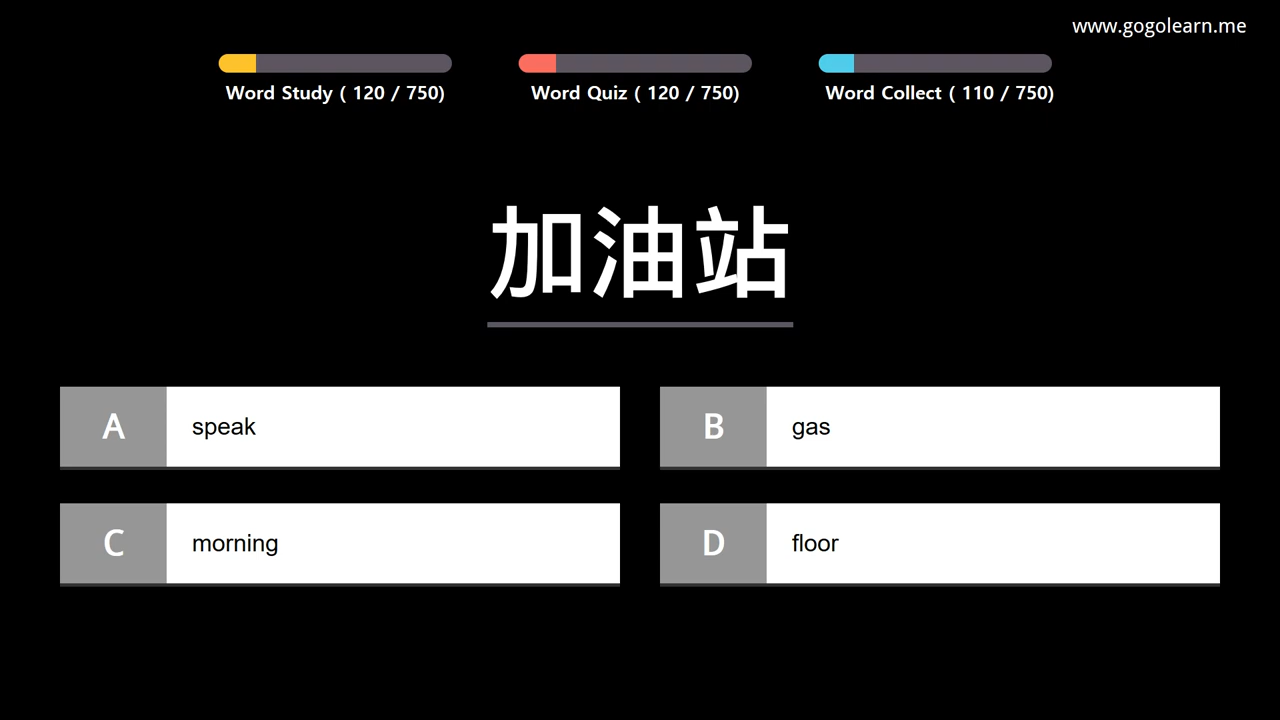 www.gogolearn.me
Word Study ( 120 / 750)
Word Quiz ( 120 / 750)
Word Collect ( 110 / 750)
加油站
A speak
B gas
C morning
D floor